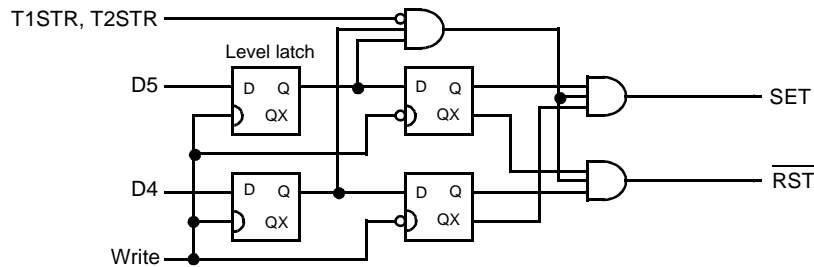 T1STR, T2STR
Level latch
D5
D Q
QX
D Q
QX
SET
D4
D Q
QX
D Q
QX
RST
Write